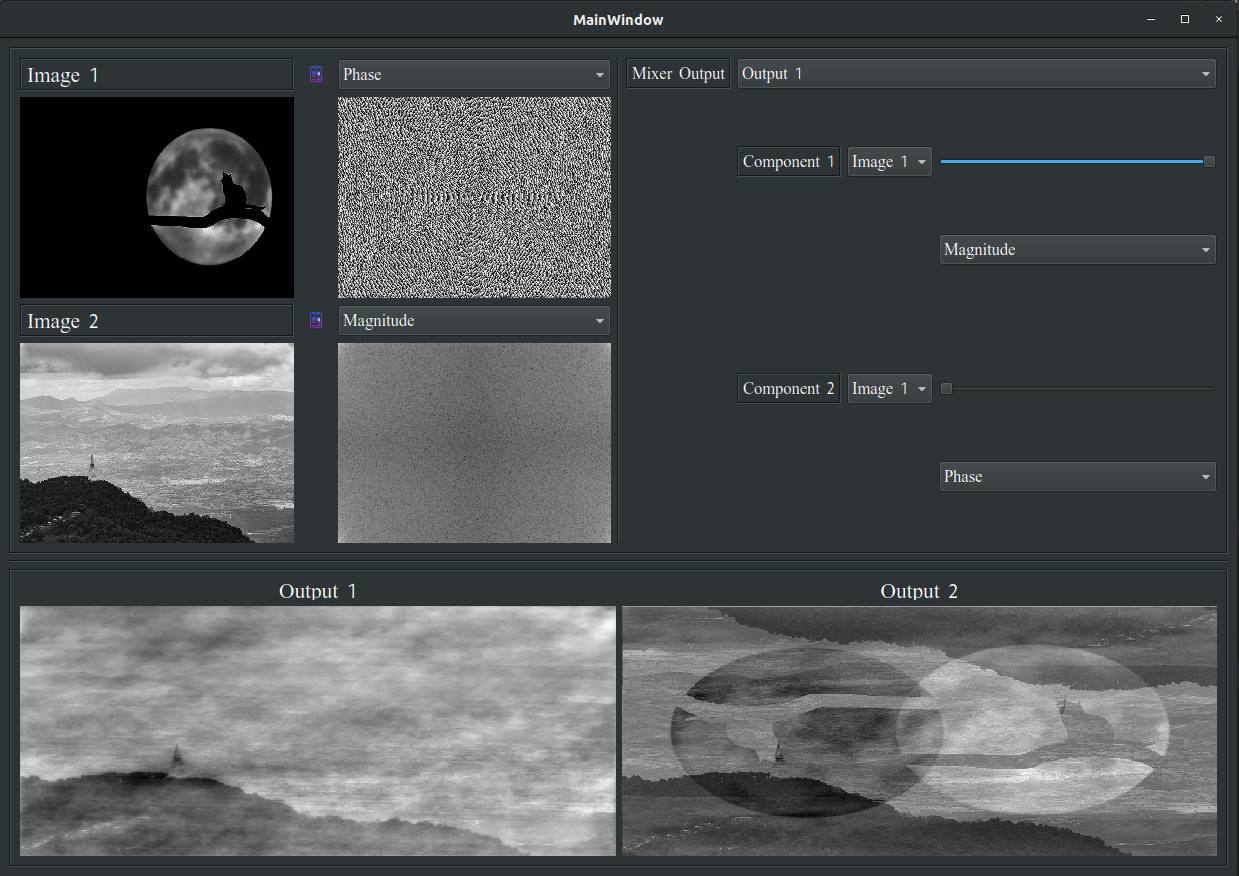 MainWindow
Image 1
Phase
Mixer Output
Output 1
Component 1
Image 1
Magnitude
Image 2
Magnitude
Component 2
Image 1
Phase
Output 1
Output 2